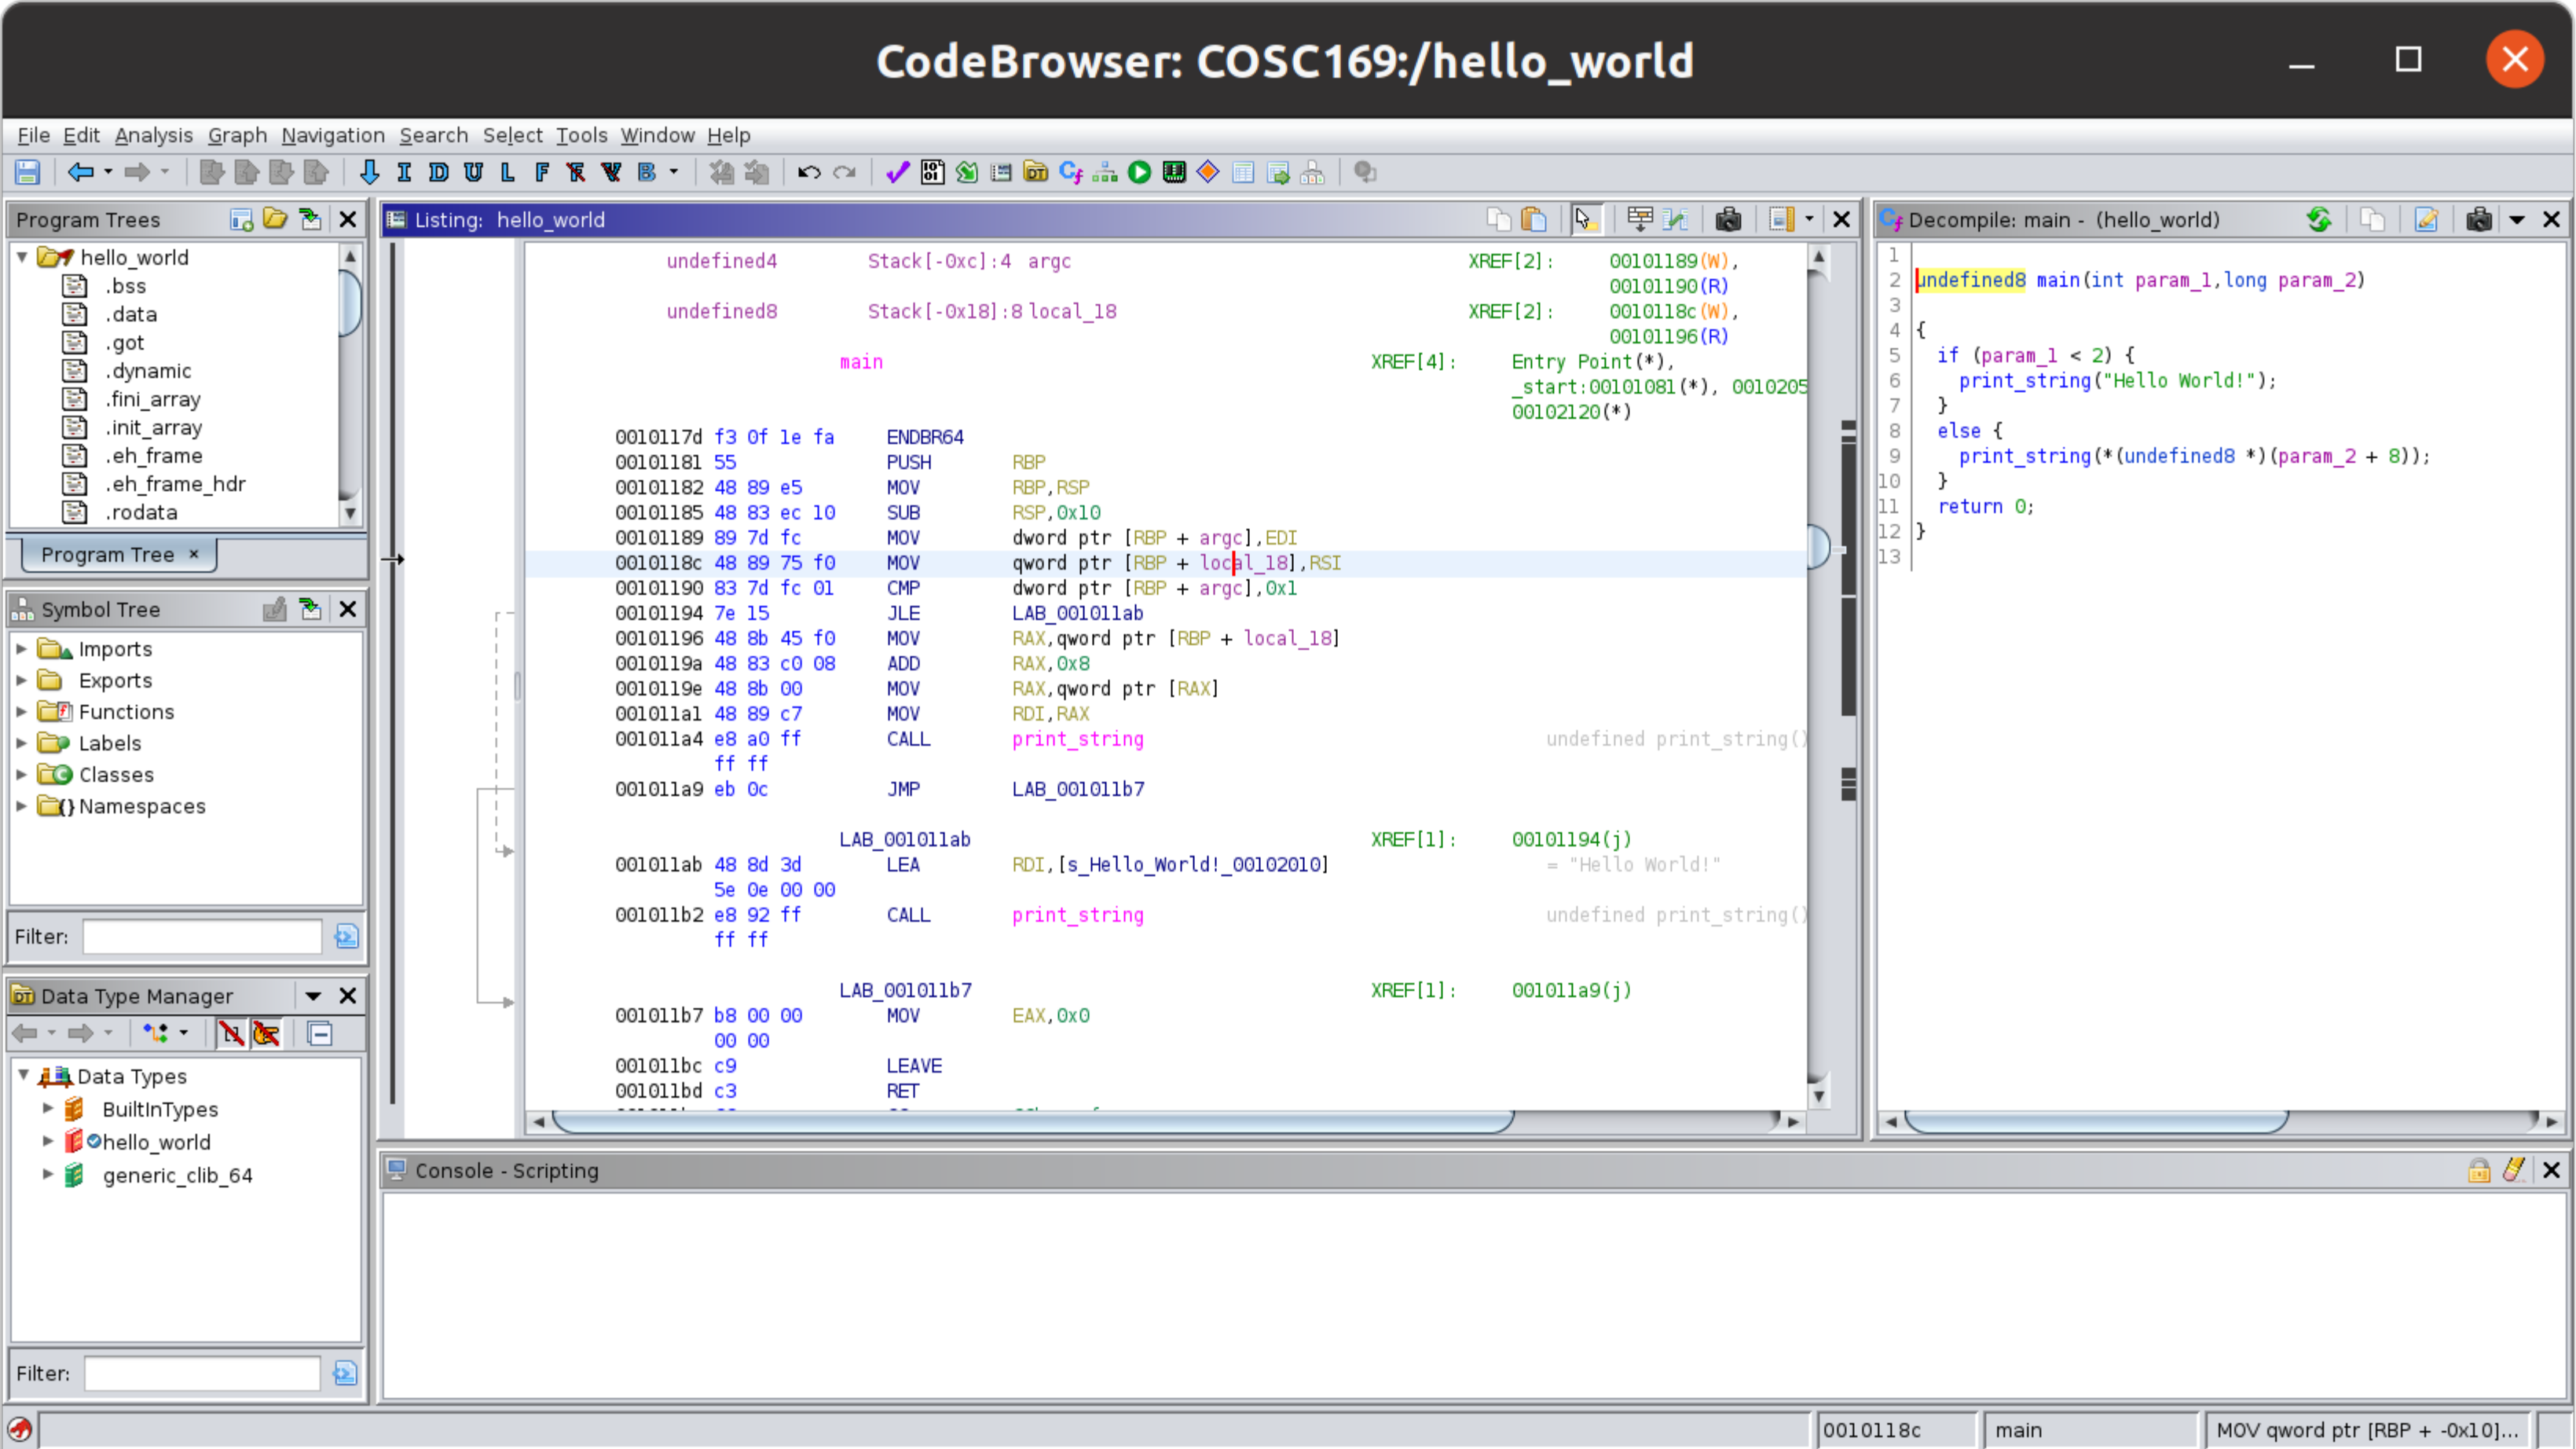 CodeBrowser: COSC169:/hello_world
File Edit Analysis Graph Navigation Search Select Tools Window Help
I D U L F F V B
Program Trees
hello_world
.bss
.data
.got
.dynamic
.fini_array
.init_array
.eh_frame
.eh_frame_hdr
.rodata
Program Tree ×
Symbol Tree
Imports
Exports
Functions
Labels
Classes
Namespaces
Filter:
Data Type Manager
Data Types
BuiltInTypes
hello_world
generic_clib_64
Filter:
Listing: hello_world
undefined4 Stack[-0xc]:4 argc XREF[2]: 00101189(W),
00101190(R)
undefined8 Stack[-0x18]:8 local_18 XREF[2]: 0010118c(W),
00101196(R)
main XREF[4]: Entry Point(*),
_start:00101081(*), 0010205
00102120(*)
0010117d f3 0f 1e fa ENDBR64
00101181 55 PUSH RBP
00101182 48 89 e5 MOV RBP,RSP
00101185 48 83 ec 10 SUB RSP,0x10
00101189 89 7d fc MOV dword ptr [RBP + argc],EDI
0010118c 48 89 75 f0 MOV qword ptr [RBP + local_18],RSI
00101190 83 7d fc 01 CMP dword ptr [RBP + argc],0x1
00101194 7e 15 JLE LAB_001011ab
00101196 48 8b 45 f0 MOV RAX,qword ptr [RBP + local_18]
0010119a 48 83 c0 08 ADD RAX,0x8
0010119e 48 8b 00 MOV RAX,qword ptr [RAX]
001011a1 48 89 c7 MOV RDI,RAX
001011a4 e8 a0 ff CALL print_string undefined print_string()
ff ff
001011a9 eb 0c JMP LAB_001011b7
LAB_001011ab XREF[1]: 00101194(j)
001011ab 48 8d 3d LEA RDI,[s_Hello_World!_00102010] = "Hello World!"
5e 0e 00 00
001011b2 e8 92 ff CALL print_string undefined print_string()
ff ff
LAB_001011b7 XREF[1]: 001011a9(j)
001011b7 b8 00 00 MOV EAX,0x0
00 00
001011bc c9 LEAVE
001011bd c3 RET
Decompile: main - (hello_world)
1
2 undefined8 main(int param_1,long param_2)
3
4 {
5 if (param_1 < 2) {
6 print_string("Hello World!");
7 }
8 else {
9 print_string(*(undefined8 *)(param_2 + 8));
10 }
11 return 0;
12 }
13
Console - Scripting
0010118c main MOV qword ptr [RBP + -0x10]...